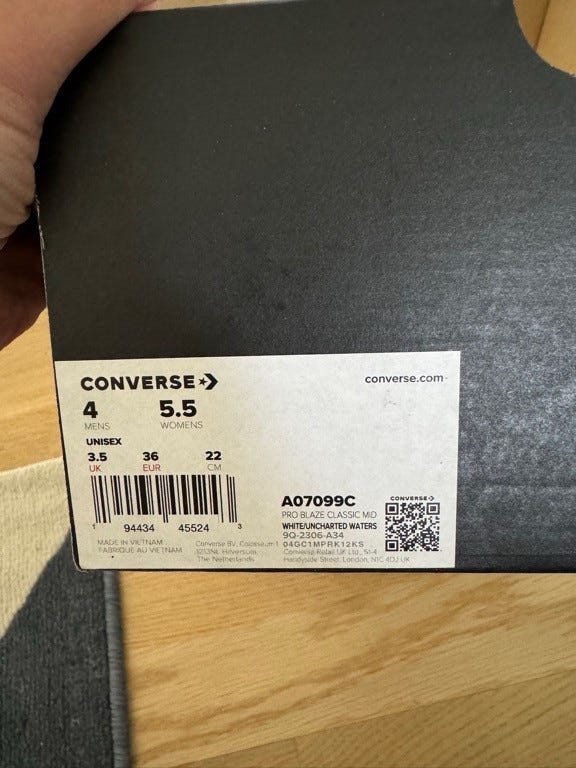 CONVERSE
converse.com
4 5.5
MENS WOMENS
UNISEX
3.5 36 22
UK EUR CM
1 94434 45524 3
MADE IN VIETNAM
FABRIQUE AU VIETNAM
Converse BV, Colosseum 1
1213NL Hilversum,
The Netherlands
A07099C
PRO BLAZE CLASSIC MID
WHITE/UNCHARTED WATERS
9Q-2306-A34
04GC1MPRK12KS
Converse Retail UK Ltd., 51-4
Handyside Street, London, N1C 4DJ UK
CONVERSE